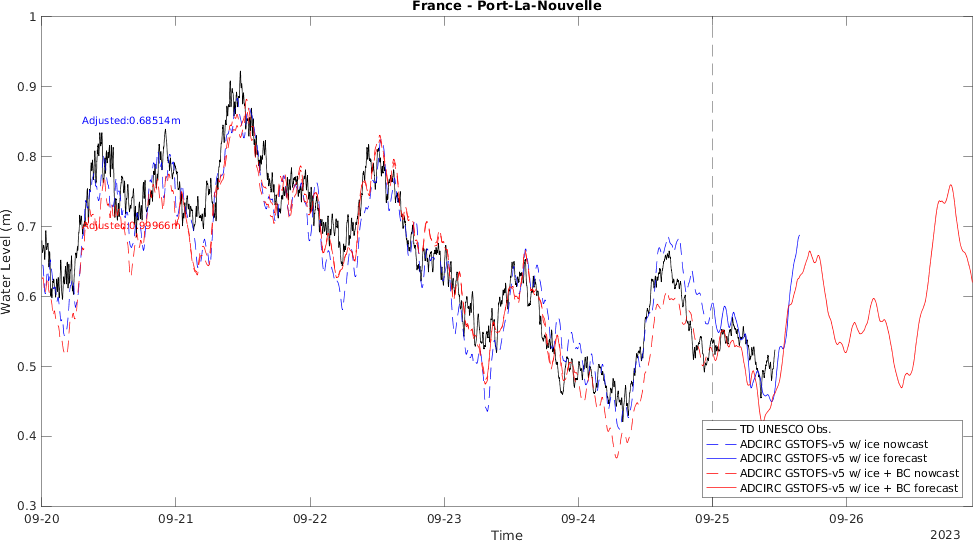 France - Port-La-Nouvelle
1
0.9
0.8
0.7
0.6
0.5
0.4
0.3
Water Level (m)
Adjusted:0.68514m
Adjusted:0.99966m
TD UNESCO Obs.
ADCIRC GSTOFS-v5 w/ ice nowcast
ADCIRC GSTOFS-v5 w/ ice forecast
ADCIRC GSTOFS-v5 w/ ice + BC nowcast
ADCIRC GSTOFS-v5 w/ ice + BC forecast
09-20 09-21 09-22 09-23 09-24 09-25 09-26
Time
2023